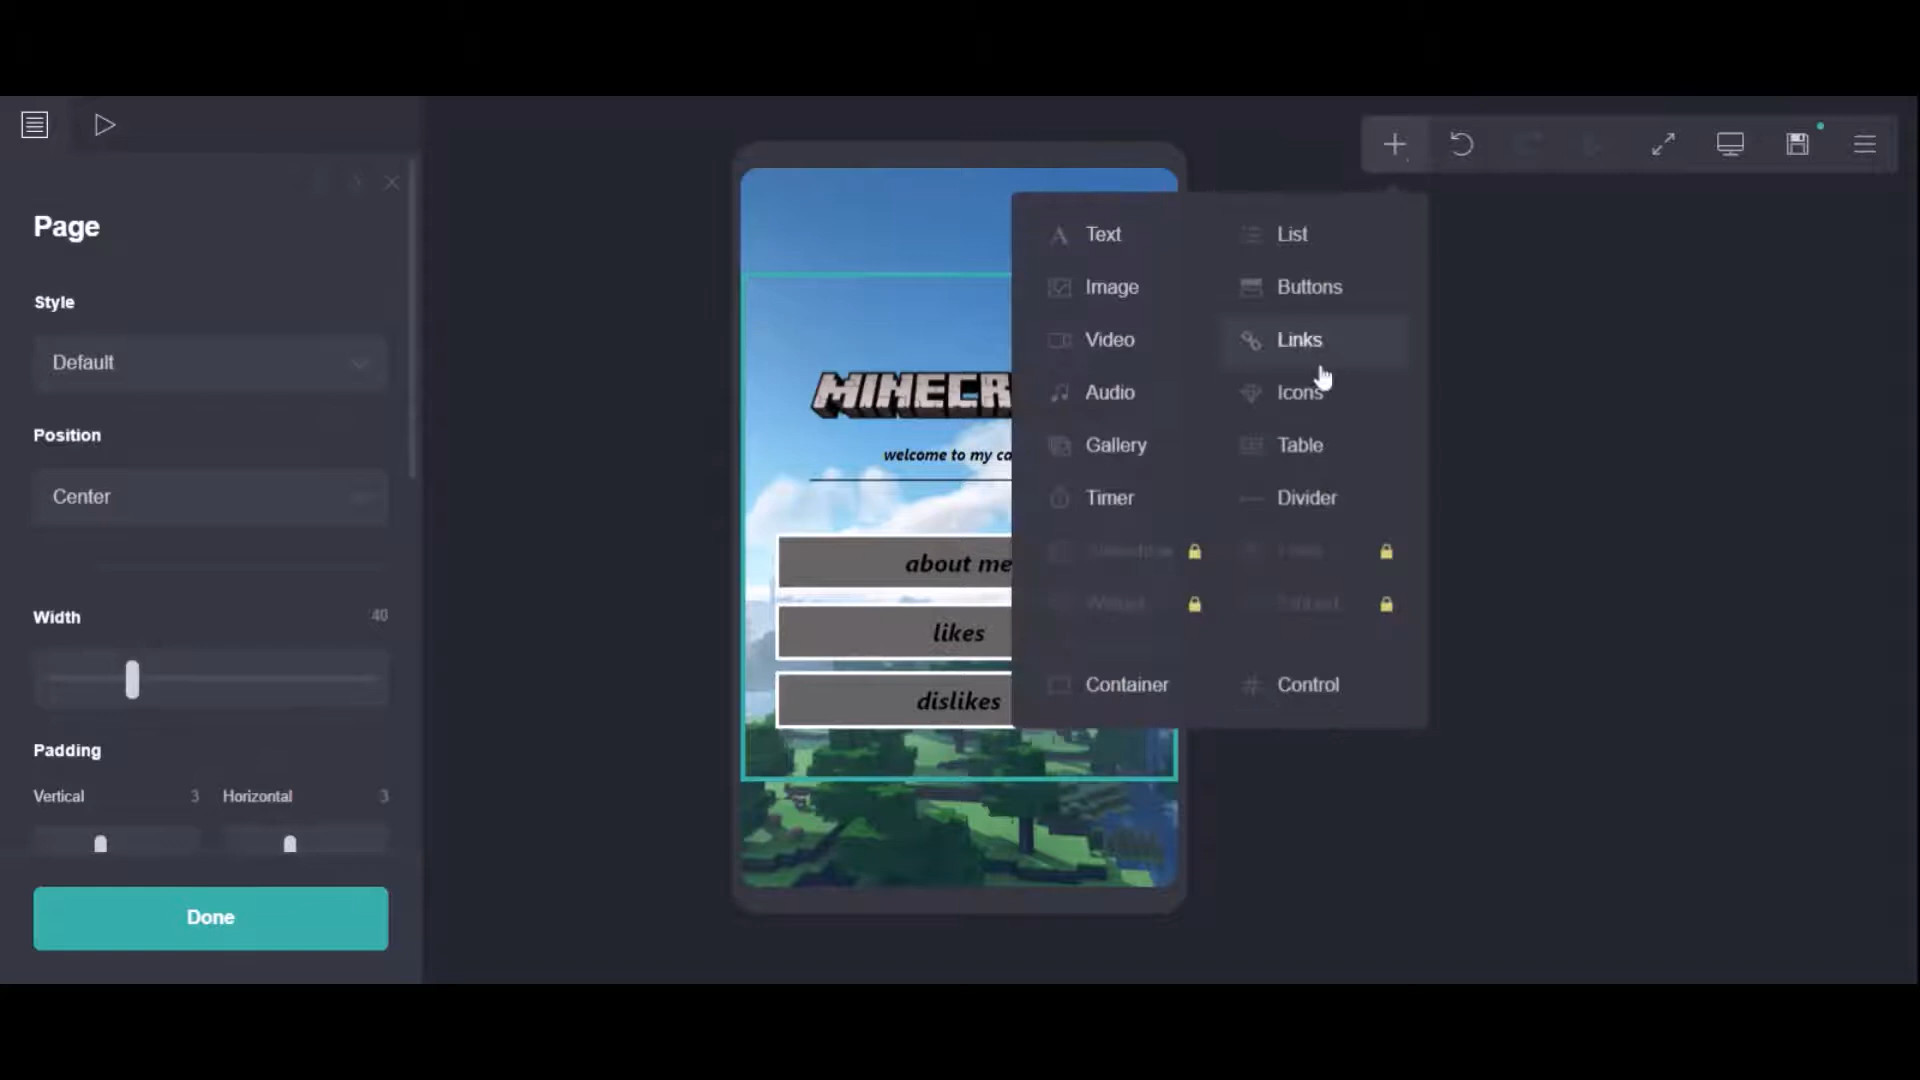 Page
Style
Default
Position
Center
Width 40
Padding
Vertical 3 Horizontal 3
Done
MINECR
welcome to my ca
about me
likes
dislikes
Text List
Image Buttons
Video Links
Audio Icons
Gallery Table
Timer Divider
Container Control